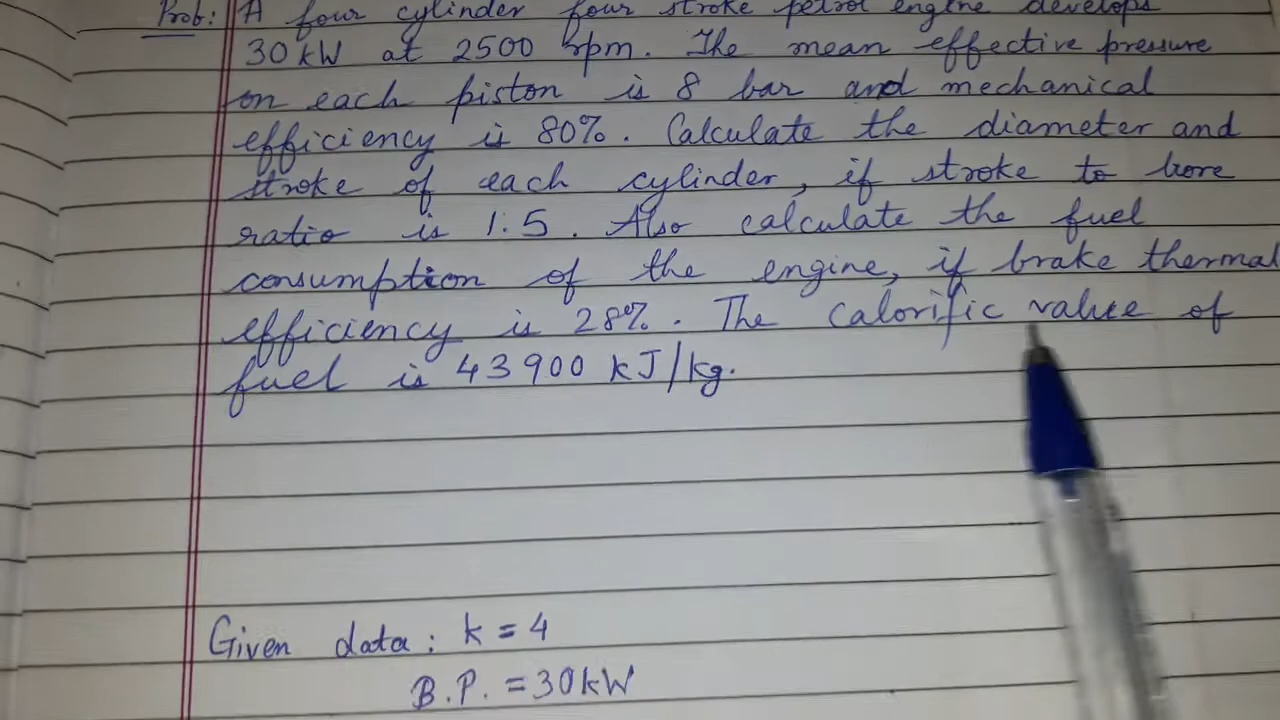 Prob: A four cylinder four stroke petrol engine develops
30 kW at 2500 rpm. The mean effective pressure
on each piston is 8 bar and mechanical
efficiency is 80%. Calculate the diameter and
stroke of each cylinder, if stroke to bore
ratio is 1.5. Also calculate the fuel
consumption of the engine, if brake thermal
efficiency is 28%. The calorific value of
fuel is 43900 kJ/kg.
Given data: k = 4
B.P. = 30kW